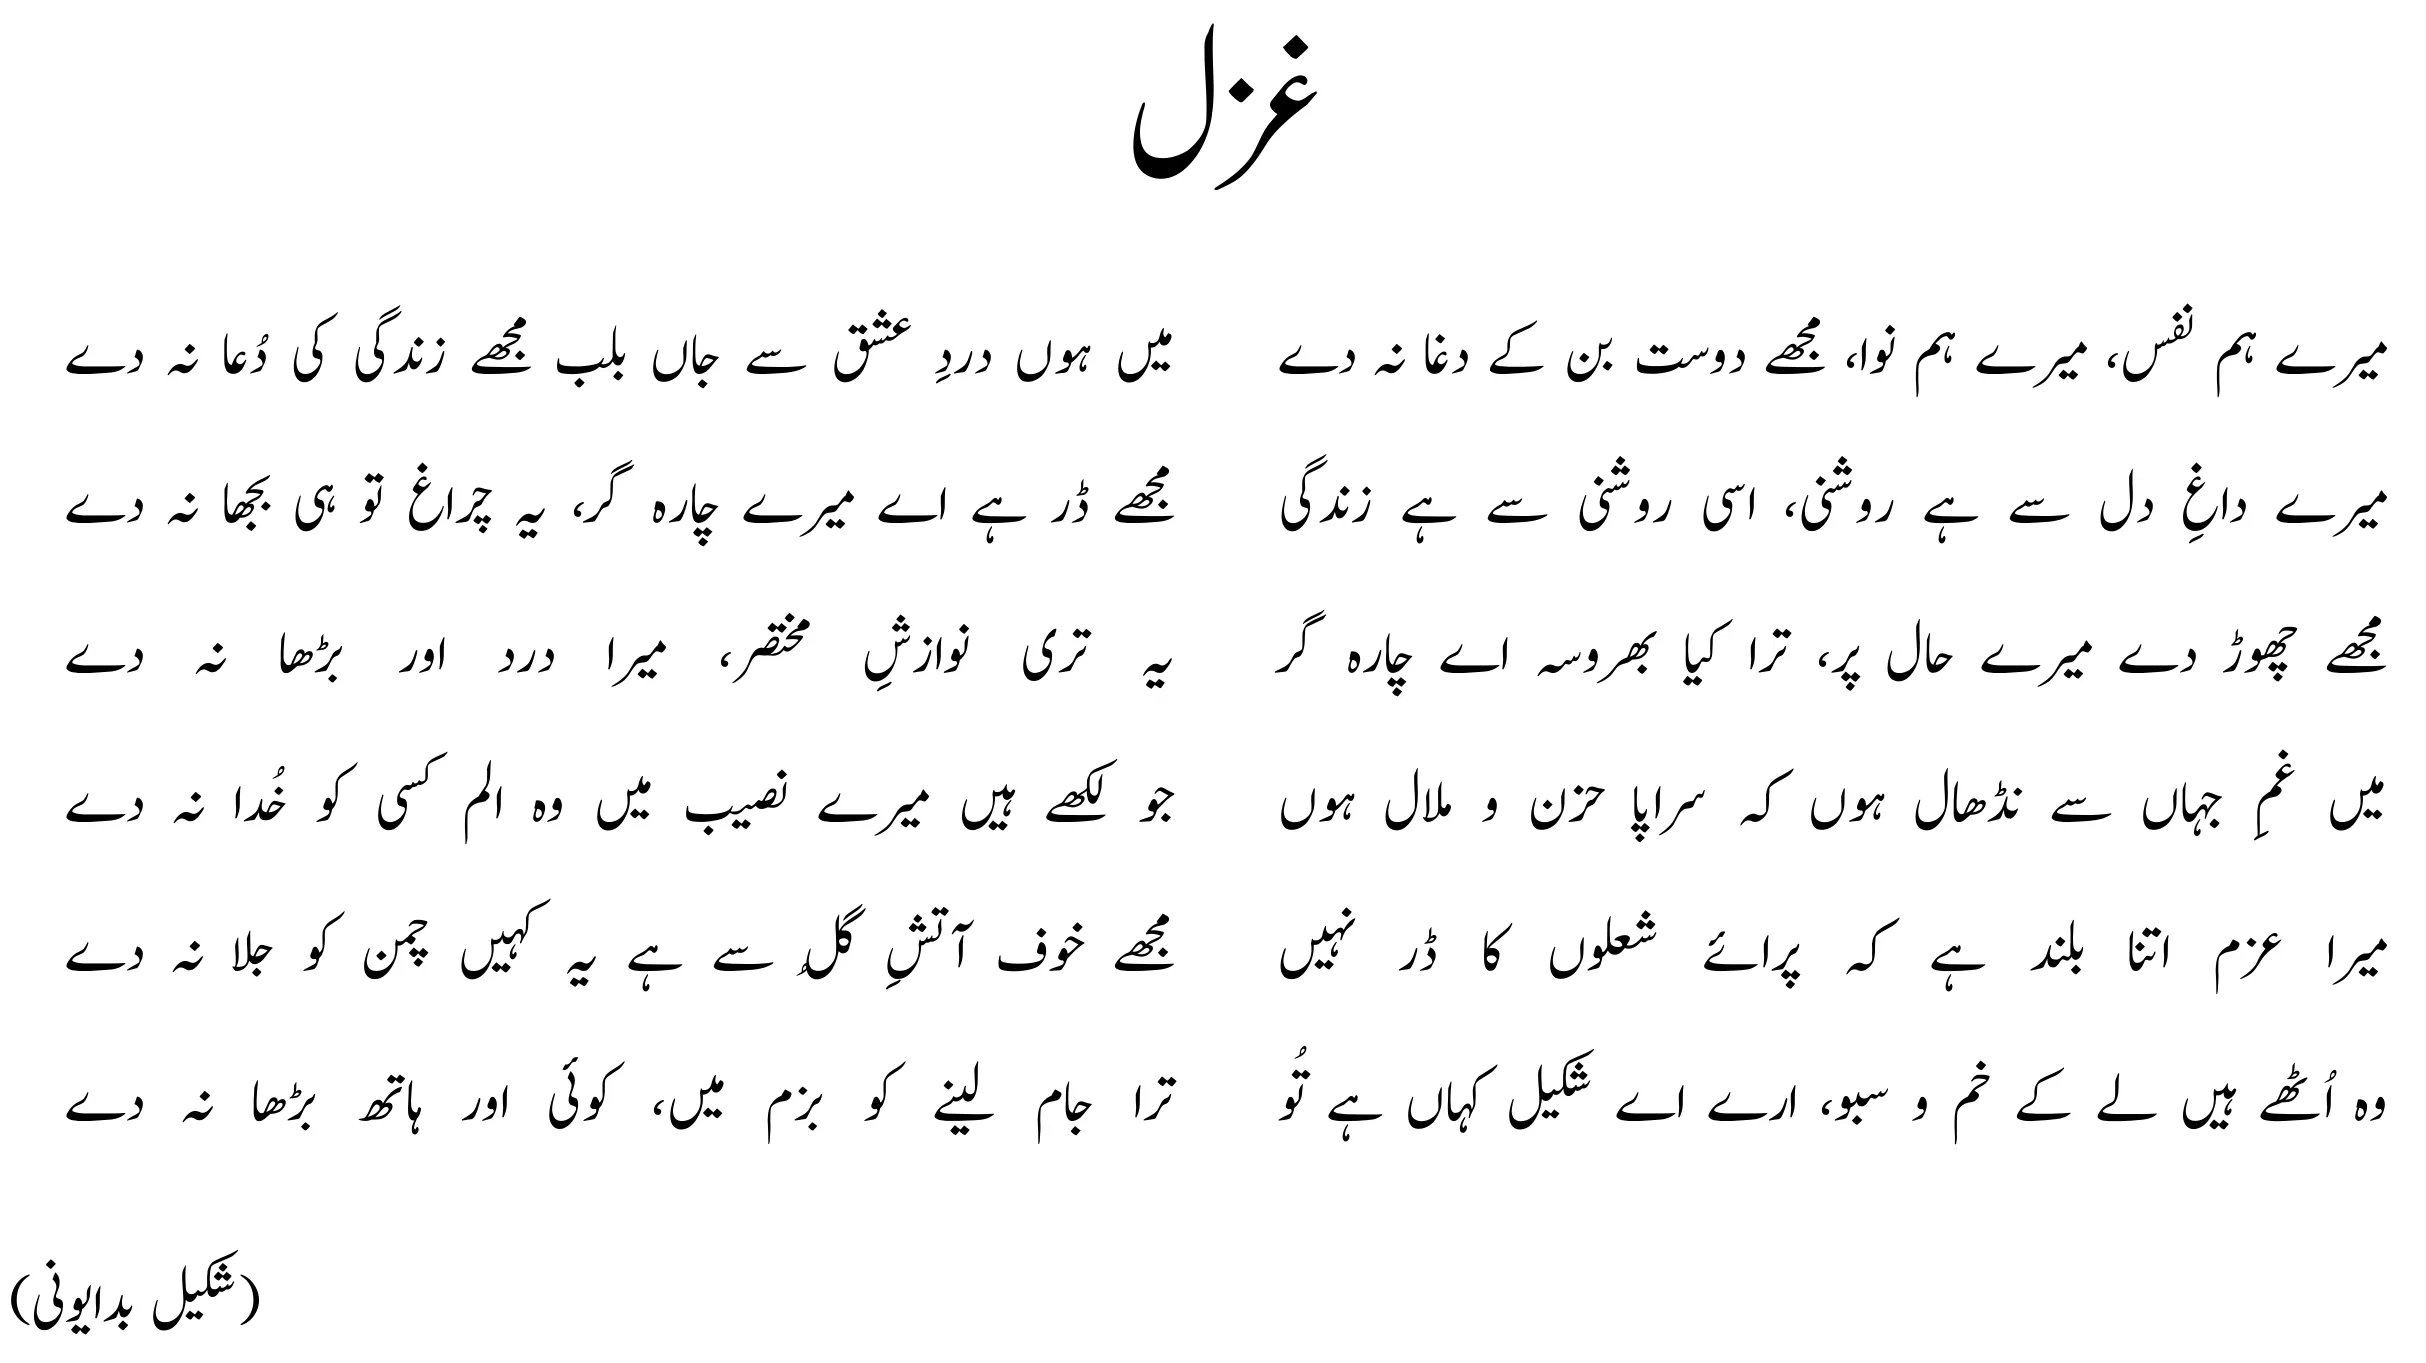 غزل
میرے ہم نفس، میرے ہم نوا، مجھے دوست بن کے دغا نہ دے میں ہوں دردِ عشق سے جاں بلب مجھے زندگی کی دُعا نہ دے
میرے داغِ دل سے ہے روشنی، اسی روشنی سے ہے زندگی مجھے ڈر ہے اے میرے چارہ گر، یہ چراغ تو ہی بجھا نہ دے
مجھے چھوڑ دے میرے حال پر، ترا کیا بھروسہ اے چارہ گر یہ تری نوازشِ مختصر، میرا درد اور بڑھا نہ دے
میں غمِ جہاں سے نڈھال ہوں کہ سراپا حزن و ملال ہوں جو لکھے ہیں میرے نصیب میں وہ الم کسی کو خُدا نہ دے
میرا عزم اتنا بلند ہے کہ پرائے شعلوں کا ڈر نہیں مجھے خوف آتشِ گُل سے ہے یہ کہیں چمن کو جلا نہ دے
وہ اُٹھے ہیں لے کے خم و سبو، ارے اے شکیل کہاں ہے تُو ترا جام لینے کو بزم میں، کوئی اور ہاتھ بڑھا نہ دے
(شکیل بدایونی)